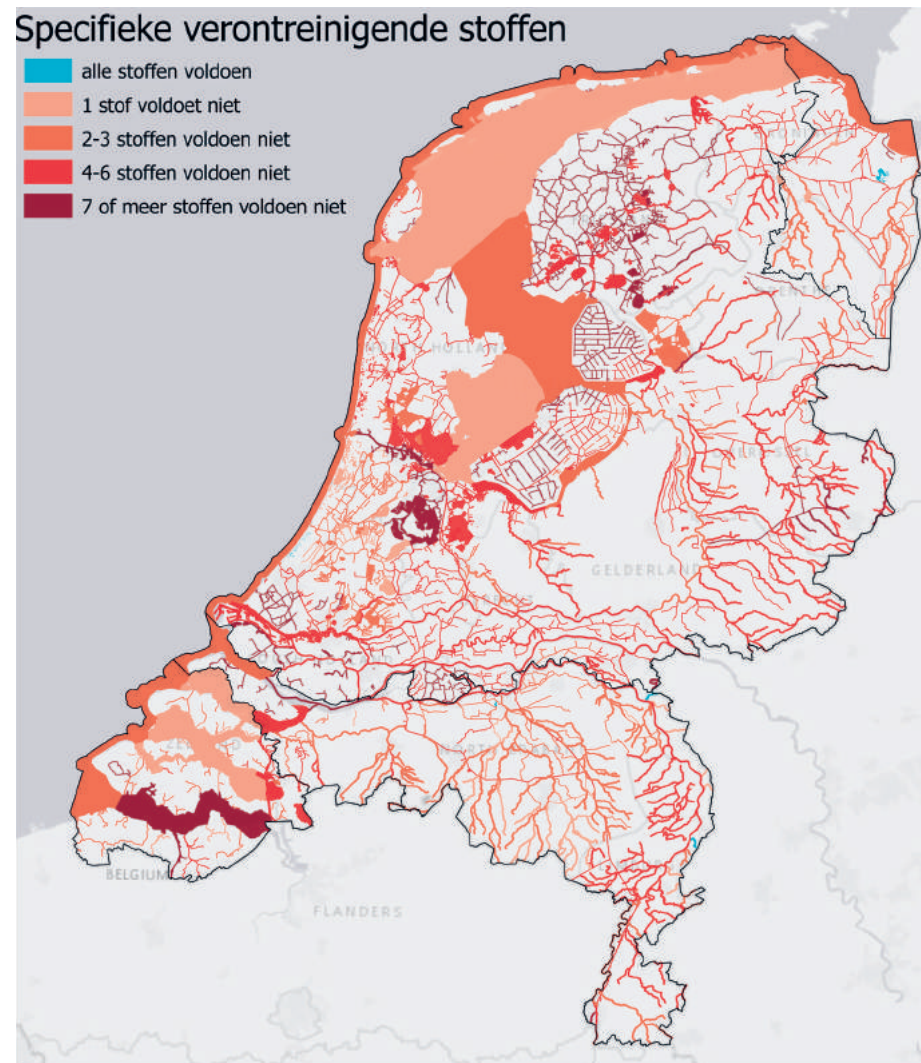 Specifieke verontreinigende stoffen
alle stoffen voldoen
1 stof voldoet niet
2-3 stoffen voldoen niet
4-6 stoffen voldoen niet
7 of meer stoffen voldoen niet
GELDERLAND
BELGIUM
FLANDERS